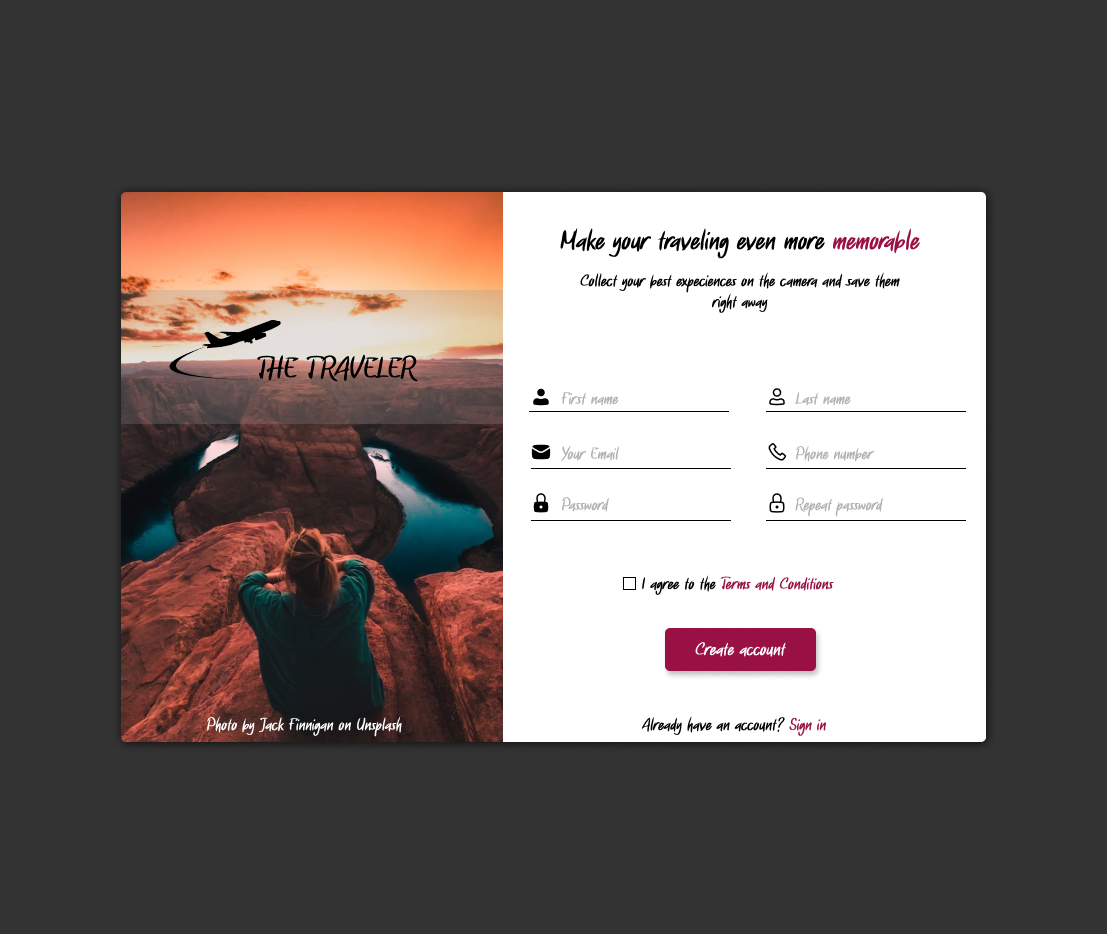 THE TRAVELER
Photo by Jack Finnigan on Unsplash
Make your traveling even more memorable
Collect your best expeciences on the camera and save them
right away
First name
Last name
Your Email
Phone number
Password
Repeat password
I agree to the Terms and Conditions
Create account
Already have an account? Sign in